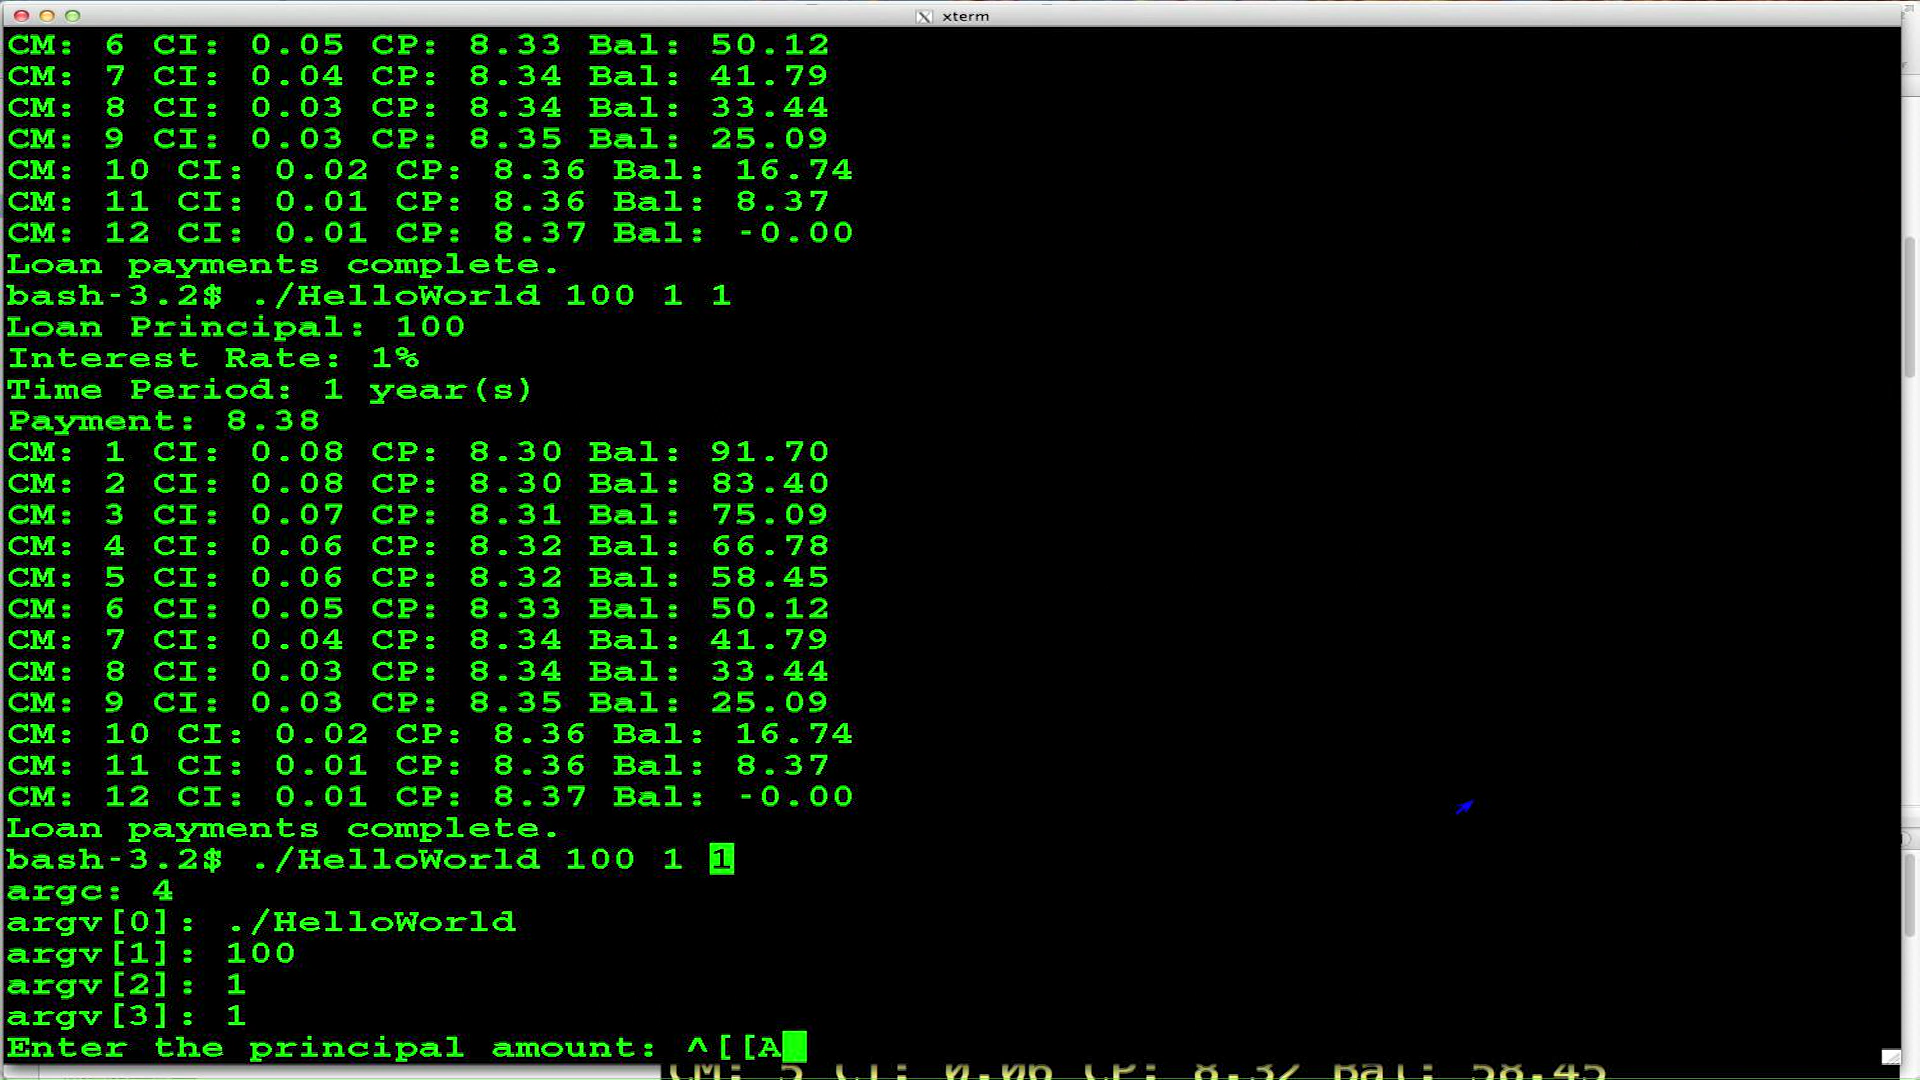 xterm
CM: 6 CI: 0.05 CP: 8.33 Bal: 50.12
CM: 7 CI: 0.04 CP: 8.34 Bal: 41.79
CM: 8 CI: 0.03 CP: 8.34 Bal: 33.44
CM: 9 CI: 0.03 CP: 8.35 Bal: 25.09
CM: 10 CI: 0.02 CP: 8.36 Bal: 16.74
CM: 11 CI: 0.01 CP: 8.36 Bal: 8.37
CM: 12 CI: 0.01 CP: 8.37 Bal: -0.00
Loan payments complete.
bash-3.2$ ./HelloWorld 100 1 1
Loan Principal: 100
Interest Rate: 1%
Time Period: 1 year(s)
Payment: 8.38
CM: 1 CI: 0.08 CP: 8.30 Bal: 91.70
CM: 2 CI: 0.08 CP: 8.30 Bal: 83.40
CM: 3 CI: 0.07 CP: 8.31 Bal: 75.09
CM: 4 CI: 0.06 CP: 8.32 Bal: 66.78
CM: 5 CI: 0.06 CP: 8.32 Bal: 58.45
CM: 6 CI: 0.05 CP: 8.33 Bal: 50.12
CM: 7 CI: 0.04 CP: 8.34 Bal: 41.79
CM: 8 CI: 0.03 CP: 8.34 Bal: 33.44
CM: 9 CI: 0.03 CP: 8.35 Bal: 25.09
CM: 10 CI: 0.02 CP: 8.36 Bal: 16.74
CM: 11 CI: 0.01 CP: 8.36 Bal: 8.37
CM: 12 CI: 0.01 CP: 8.37 Bal: -0.00
Loan payments complete.
bash-3.2$ ./HelloWorld 100 1 1
argc: 4
argv[0]: ./HelloWorld
argv[1]: 100
argv[2]: 1
argv[3]: 1
Enter the principal amount: ^[[A
CM: 5 CI: 0.06 CP: 8.32 Bal: 58.45